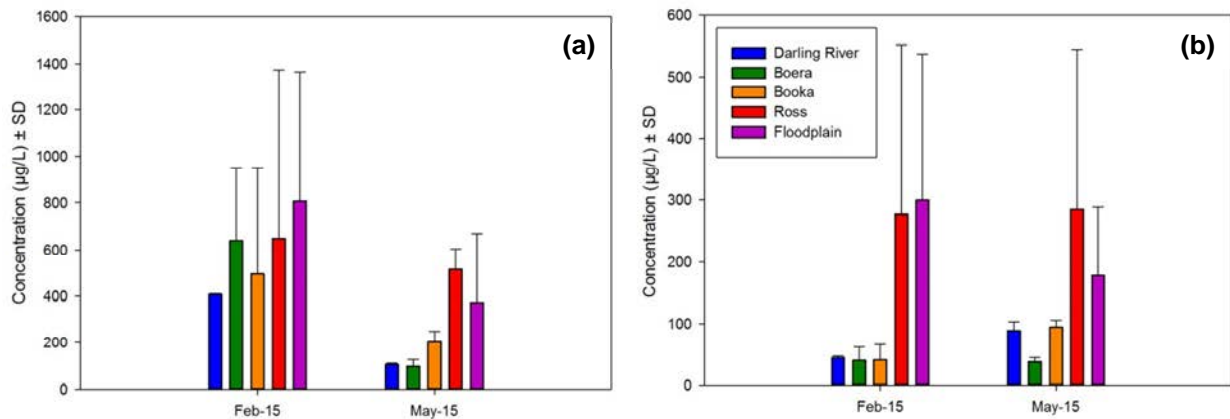 (a)
1600
1400
1200
1000
800
600
400
200
0
Concentration (µg/L) ± SD
Feb-15 May-15
(b)
600
500
400
300
200
100
0
Concentration (µg/L) ± SD
Darling River
Boera
Booka
Ross
Floodplain
Feb-15 May-15